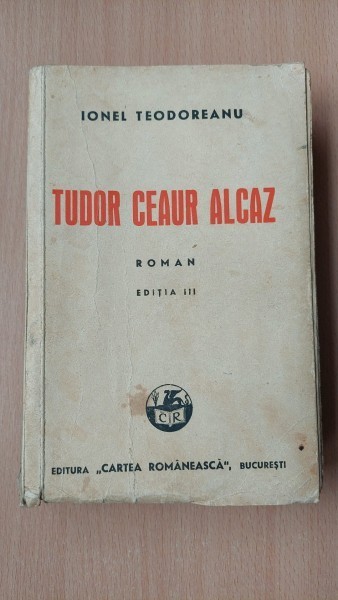 IONEL TEODOREANU
TUDOR CEAUR ALCAZ
ROMAN
EDIȚIA III
CR
EDITURA „CARTEA ROMÂNEASCĂ”, BUCUREȘTI